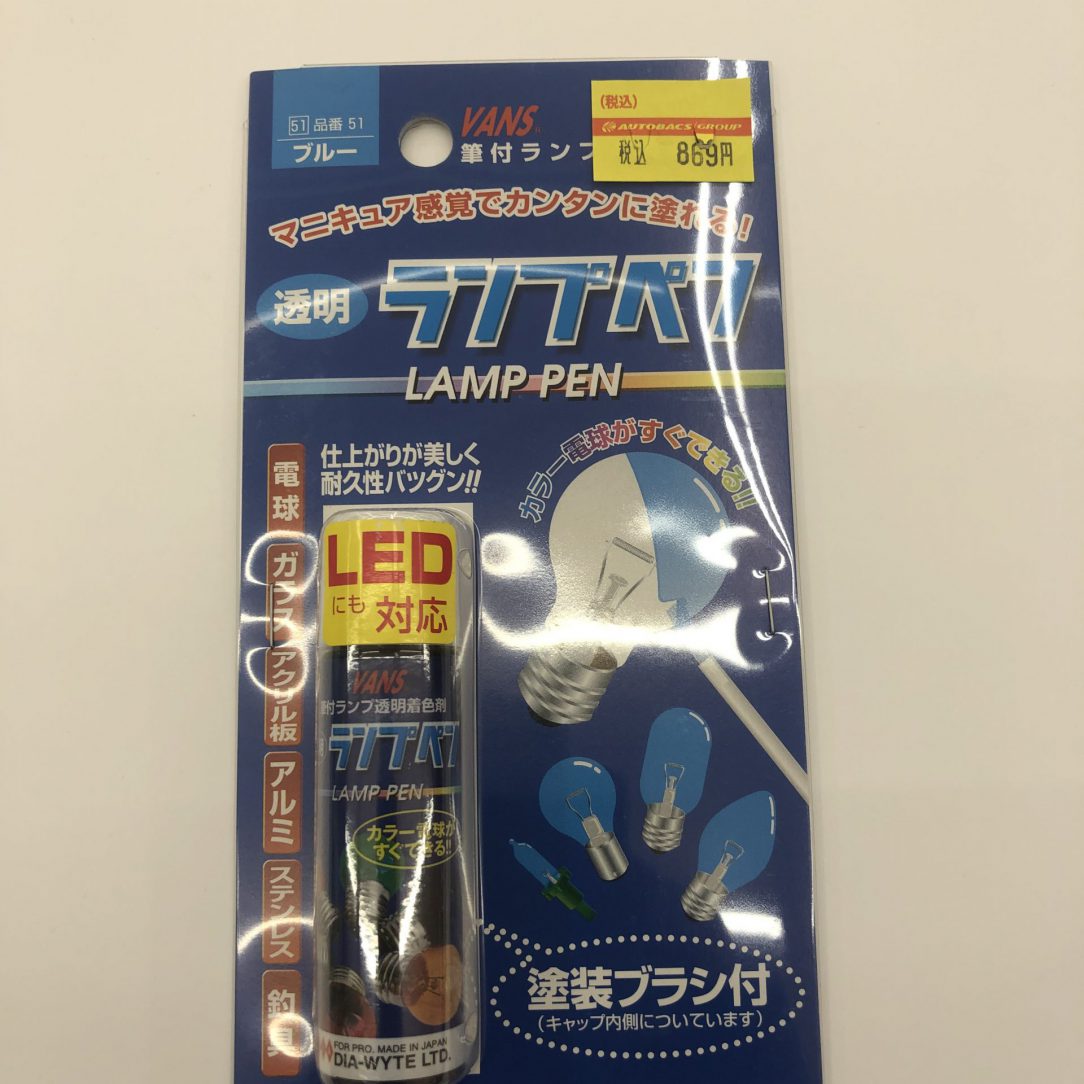 51 品番 51
ブルー
VANS
筆付ランプ
(税込)
AUTOBACS GROUP
税込 869円
マニキュア感覚でカンタンに塗れる!
透明
ランプペン
LAMP PEN
カラー電球がすぐできる!!
仕上がりが美しく
耐久性バツグン!!
電球
ガラス
アクリル板
アルミ
ステンレス
釣具
LED
にも対応
VANS
筆付ランプ透明着色剤
ランプペン
LAMP PEN
カラー電球が
すぐできる!!
FOR PRO. MADE IN JAPAN
DIA-WYTE LTD.
塗装ブラシ付
(キャップ内側についています)